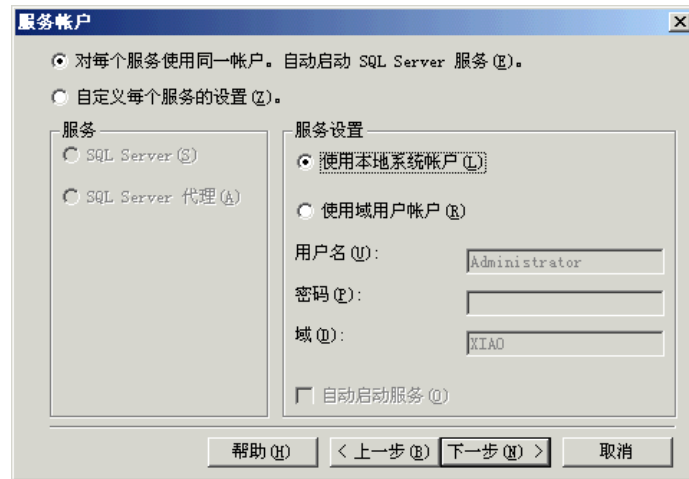 服务帐户
对每个服务使用同一帐户。自动启动 SQL Server 服务(E)。
自定义每个服务的设置(Z)。
服务
SQL Server(S)
SQL Server 代理(A)
服务设置
使用本地系统帐户(L)
使用域用户帐户(R)
用户名(U):
Administrator
密码(P):
域(D):
XIAO
自动启动服务(O)
帮助(H)
< 上一步(B)
下一步(N) >
取消